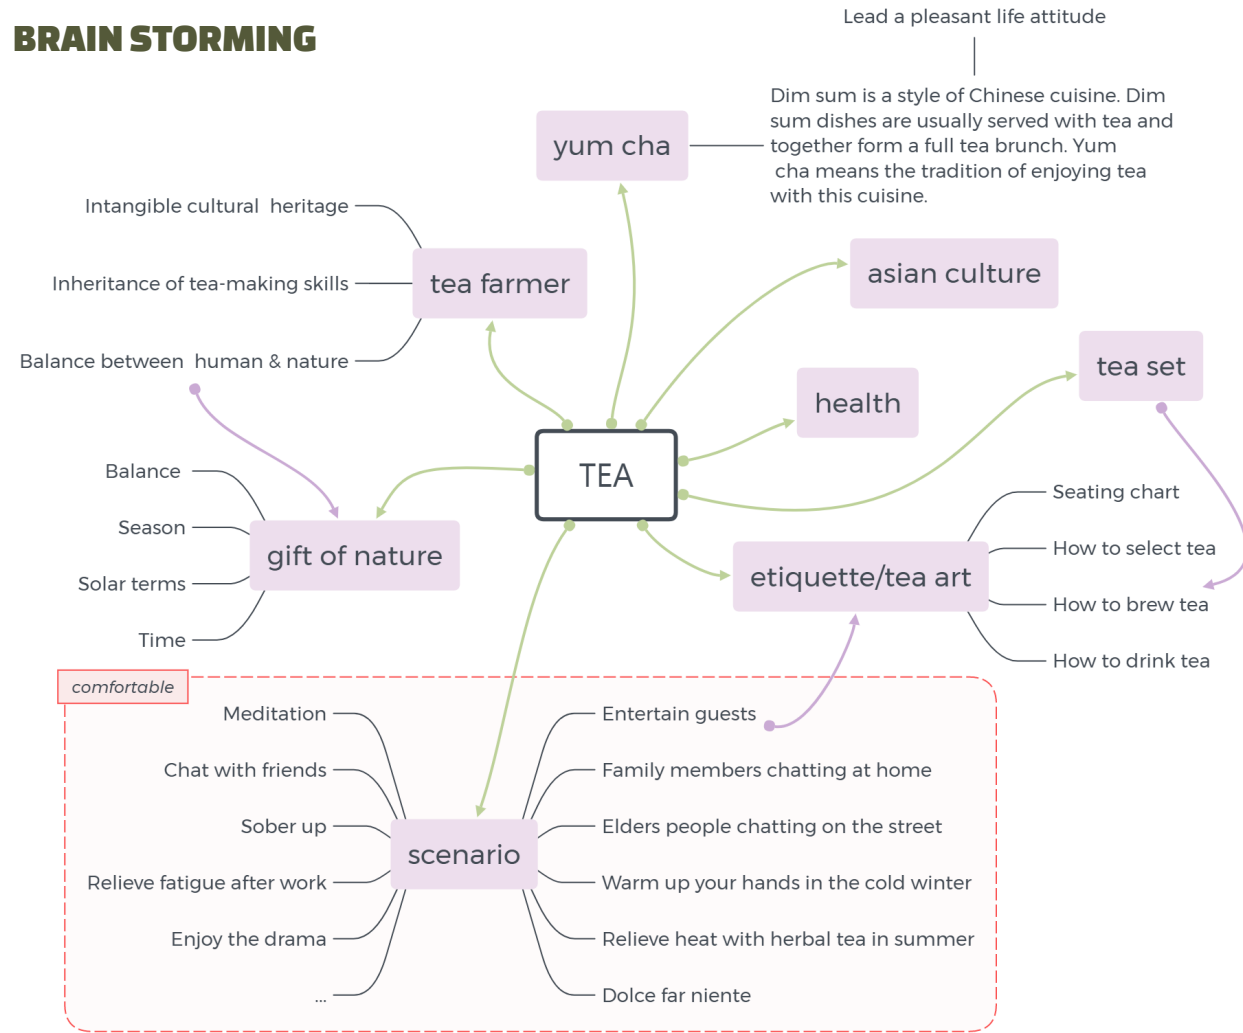 BRAIN STORMING
Lead a pleasant life attitude
Dim sum is a style of Chinese cuisine. Dim
sum dishes are usually served with tea and
together form a full tea brunch. Yum
cha means the tradition of enjoying tea
with this cuisine.
yum cha
Intangible cultural heritage
Inheritance of tea-making skills
Balance between human & nature
tea farmer
asian culture
tea set
health
TEA
Balance
Season
Solar terms
Time
gift of nature
etiquette/tea art
Seating chart
How to select tea
How to brew tea
How to drink tea
comfortable
Meditation
Chat with friends
Sober up
Relieve fatigue after work
Enjoy the drama
...
scenario
Entertain guests
Family members chatting at home
Elders people chatting on the street
Warm up your hands in the cold winter
Relieve heat with herbal tea in summer
Dolce far niente